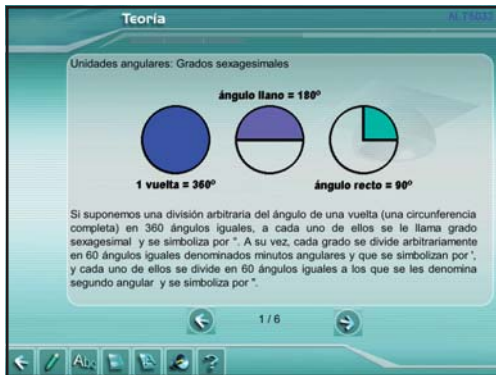 Teoría
N.T5033
Unidades angulares: Grados sexagesimales
ángulo llano = 180º
1 vuelta = 360º
ángulo recto = 90º
Si suponemos una división arbitraria del ángulo de una vuelta (una circunferencia
completa) en 360 ángulos iguales, a cada uno de ellos se le llama grado
sexagesimal y se simboliza por °. A su vez, cada grado se divide arbitrariamente
en 60 ángulos iguales denominados minutos angulares y que se simbolizan por ',
y cada uno de ellos se divide en 60 ángulos iguales a los que se les denomina
segundo angular y se simboliza por ".
1 / 6
Abc